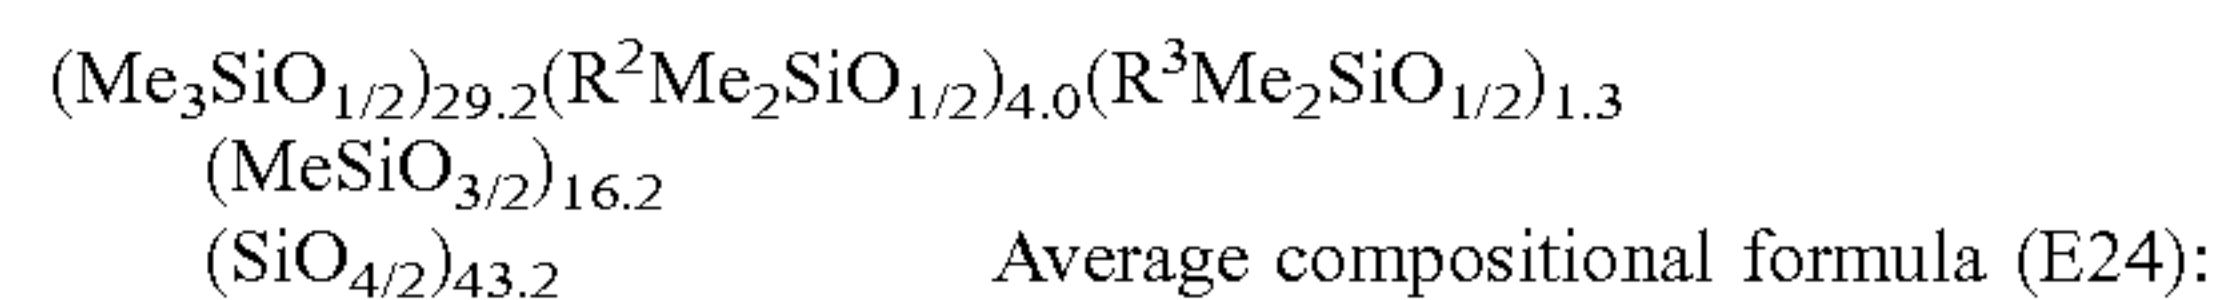 (Me₃SiO₁/₂)₂₉.₂(R²Me₂SiO₁/₂)₄.₀(R³Me₂SiO₁/₂)₁.₃
(MeSiO₃/₂)₁₆.₂
(SiO₄/₂)₄₃.₂ Average compositional formula (E24):